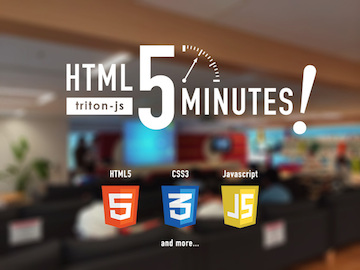 HTML 5 MINUTES!
triton-js
HTML5 CSS3 Javascript
5 3 JS
and more...